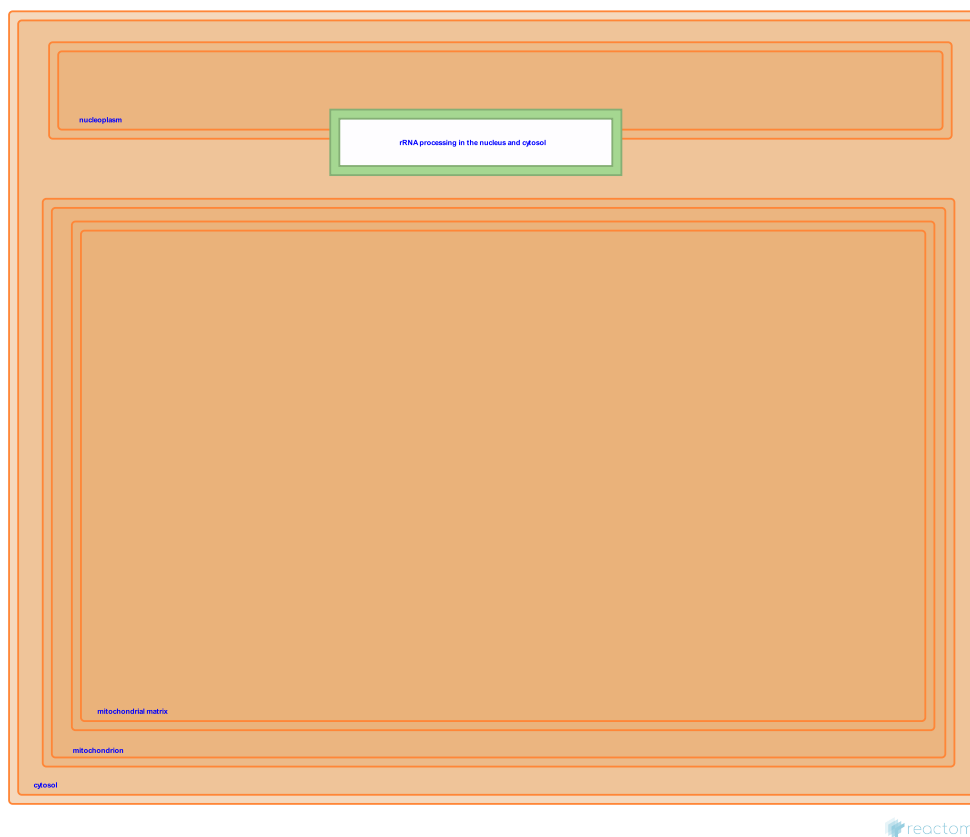 nucleoplasm
rRNA processing in the nucleus and cytosol
mitochondrial matrix
mitochondrion
cytosol
reactom